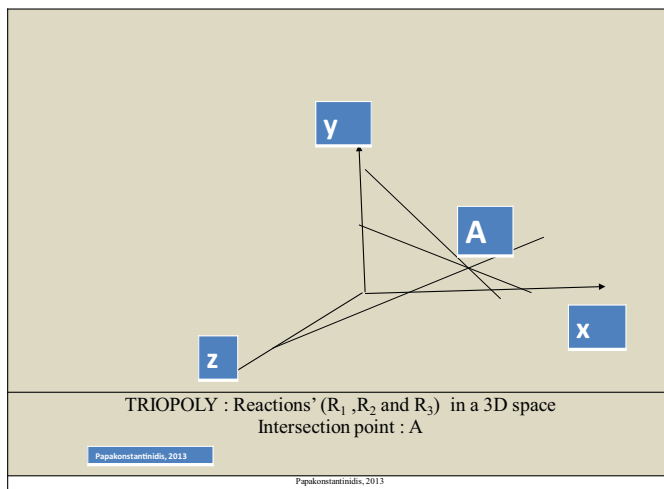 y
A
x
z
TRIOPOLY : Reactions’ (R₁ ,R₂ and R₃) in a 3D space
Intersection point : A
Papakonstantinidis, 2013
Papakonstantinidis, 2013